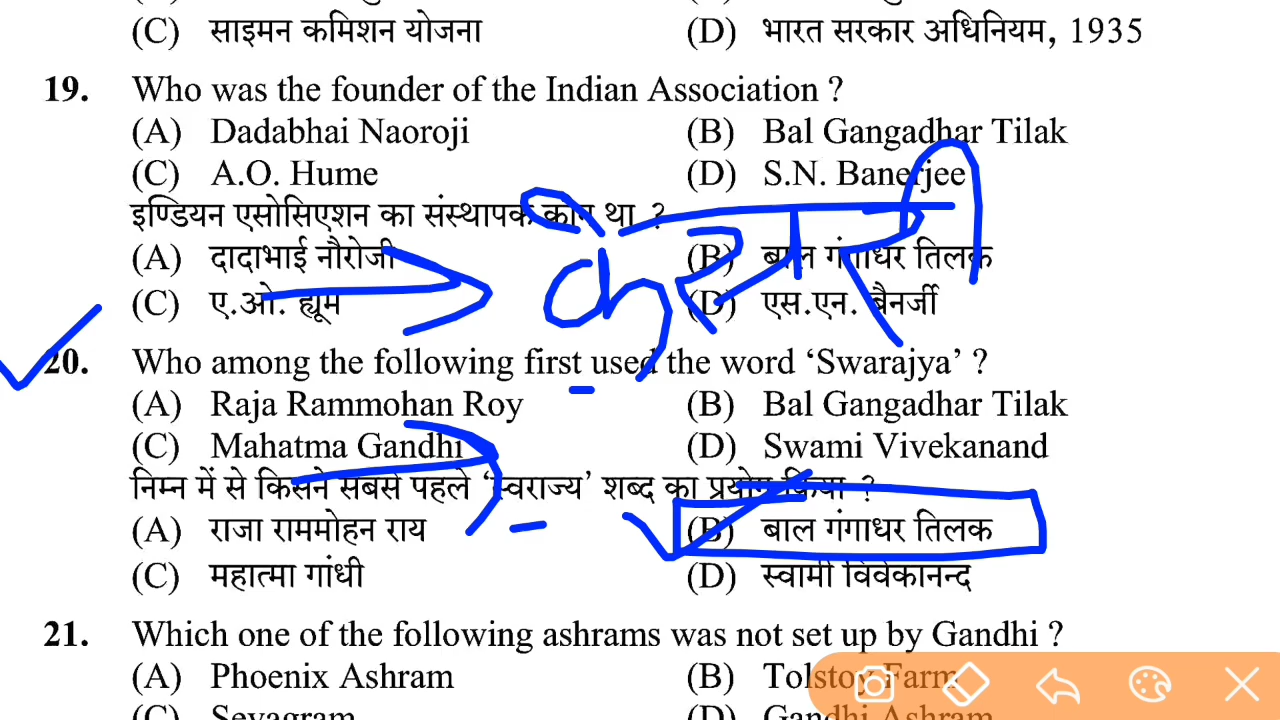 (C) साइमन कमिशन योजना (D) भारत सरकार अधिनियम, 1935
19. Who was the founder of the Indian Association ?
(A) Dadabhai Naoroji (B) Bal Gangadhar Tilak
(C) A.O. Hume (D) S.N. Banerjee
इण्डियन एसोसिएशन का संस्थापक कौन था ?
(A) दादाभाई नौरोजी (B) बाल गंगाधर तिलक
(C) ए.ओ. ह्यूम (D) एस.एन. बैनर्जी
केसरी
20. Who among the following first used the word ‘Swarajya’ ?
(A) Raja Rammohan Roy (B) Bal Gangadhar Tilak
(C) Mahatma Gandhi (D) Swami Vivekanand
निम्न में से किसने सबसे पहले ‘स्वराज्य’ शब्द का प्रयोग किया ?
(A) राजा राममोहन राय (B) बाल गंगाधर तिलक
(C) महात्मा गांधी (D) स्वामी विवेकानन्द
21. Which one of the following ashrams was not set up by Gandhi ?
(A) Phoenix Ashram (B) Tolstoy Farm
(C) Sevagram (D) Gandhi Ashram